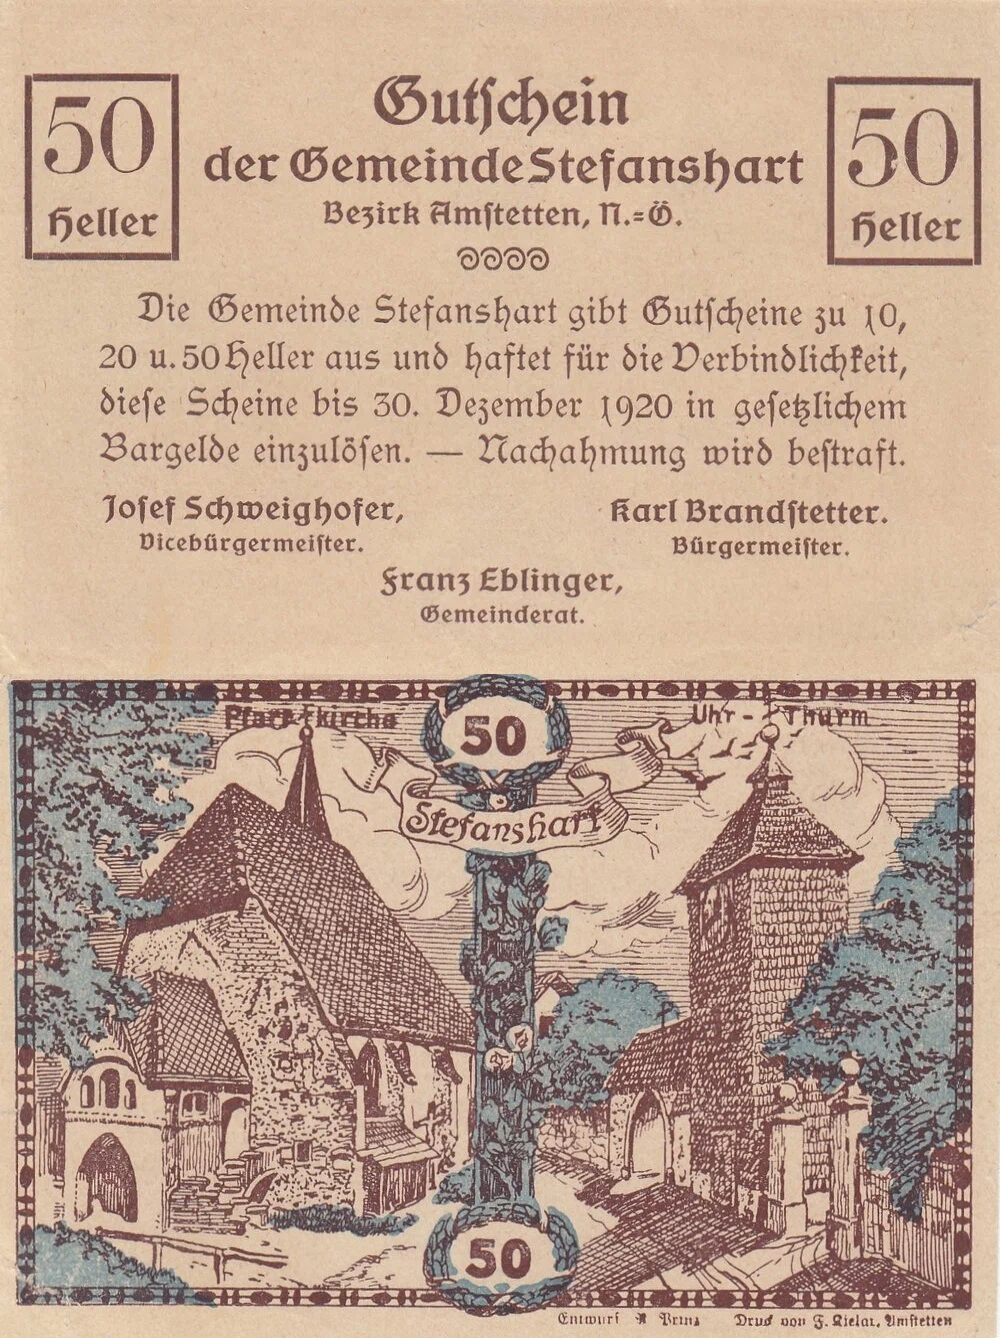 50
Heller
Gutschein
der Gemeinde Stefanshart
Bezirk Amstetten, N.=Ö.
50
Heller
Die Gemeinde Stefanshart gibt Gutscheine zu 10,
20 u. 50 Heller aus und haftet für die Verbindlichkeit,
diese Scheine bis 30. Dezember 1920 in gesetzlichem
Bargelde einzulösen. — Nachahmung wird bestraft.
Josef Schweighofer,
Vicebürgermeister.
Karl Brandstetter.
Bürgermeister.
Franz Eblinger,
Gemeinderat.
Pfarrkirche
50
Uhr-Thurm
Stefanshart
50
Entwurf Prinz
Druck von F. Amstetten